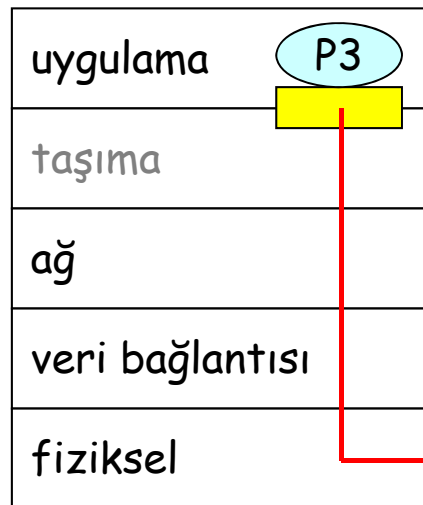 uygulama P3
taşıma
ağ
veri bağlantısı
fiziksel